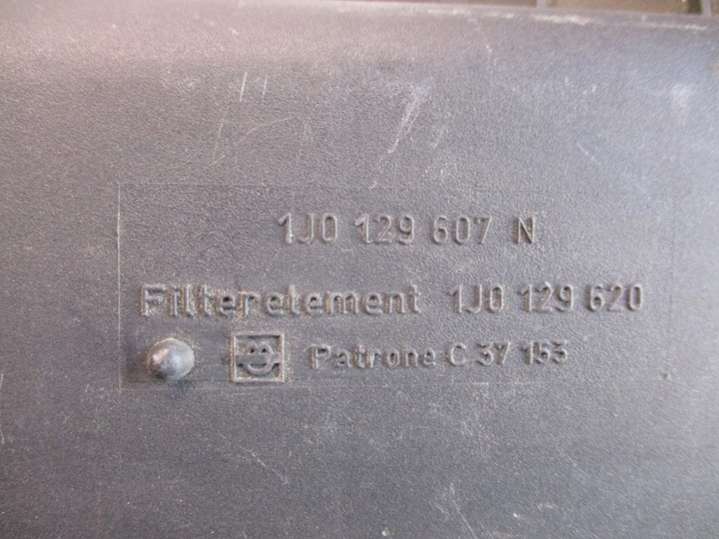 1J0 129 607 N
Filterelement 1J0 129 620
Patrone C 37 153